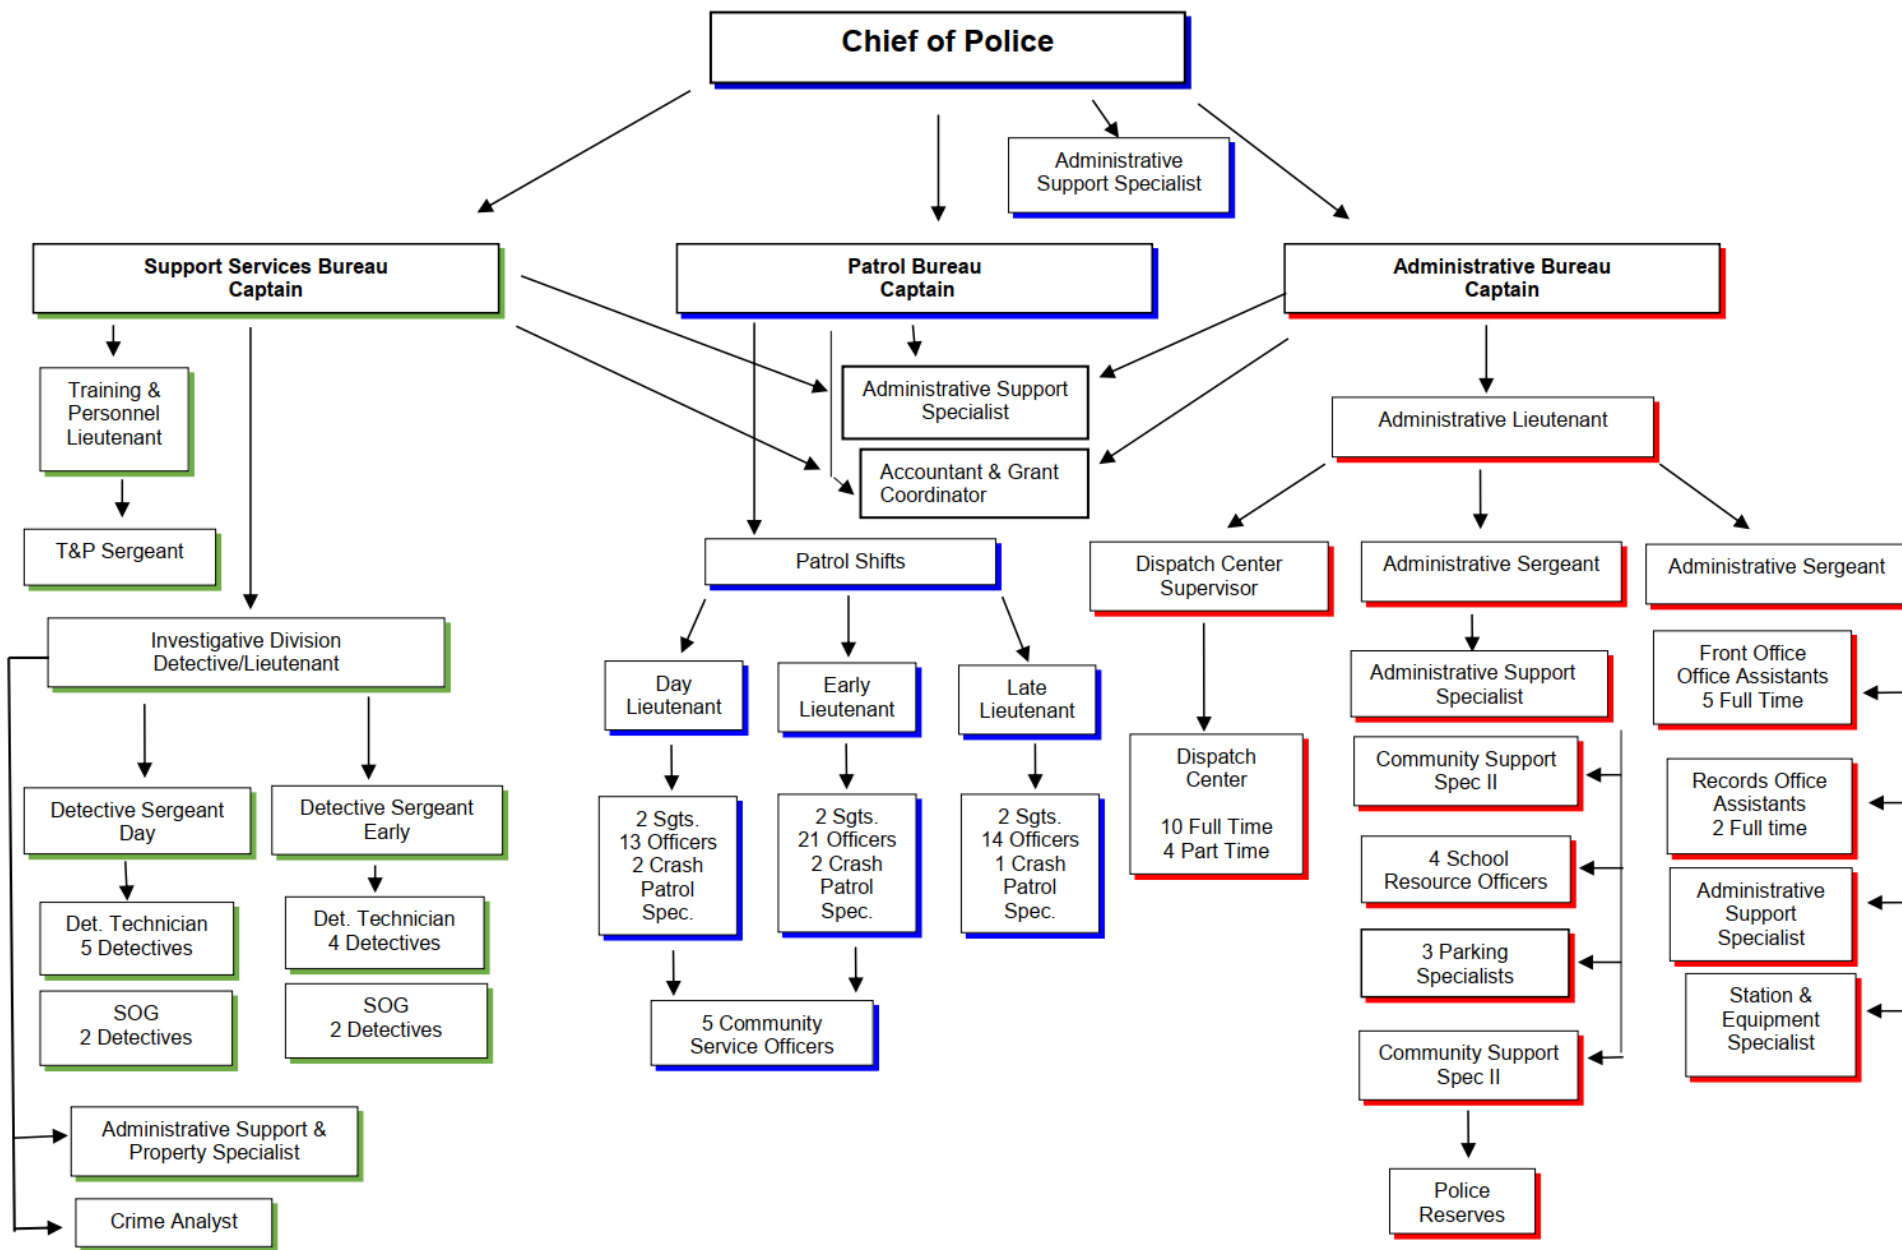 Chief of Police
Administrative
Support Specialist
Support Services Bureau
Captain
Patrol Bureau
Captain
Administrative Bureau
Captain
Training &
Personnel
Lieutenant
Administrative Support
Specialist
Administrative Lieutenant
Accountant & Grant
Coordinator
T&P Sergeant
Patrol Shifts
Dispatch Center
Supervisor
Administrative Sergeant
Administrative Sergeant
Investigative Division
Detective/Lieutenant
Day
Lieutenant
Early
Lieutenant
Late
Lieutenant
Administrative Support
Specialist
Front Office
Office Assistants
5 Full Time
Detective Sergeant
Day
Detective Sergeant
Early
2 Sgts.
13 Officers
2 Crash
Patrol
Spec.
2 Sgts.
21 Officers
2 Crash
Patrol
Spec.
2 Sgts.
14 Officers
1 Crash
Patrol
Spec.
Dispatch
Center
10 Full Time
4 Part Time
Community Support
Spec II
Records Office
Assistants
2 Full time
4 School
Resource Officers
Administrative
Support
Specialist
Det. Technician
5 Detectives
Det. Technician
4 Detectives
3 Parking
Specialists
SOG
2 Detectives
SOG
2 Detectives
5 Community
Service Officers
Station &
Equipment
Specialist
Community Support
Spec II
Administrative Support &
Property Specialist
Crime Analyst
Police
Reserves